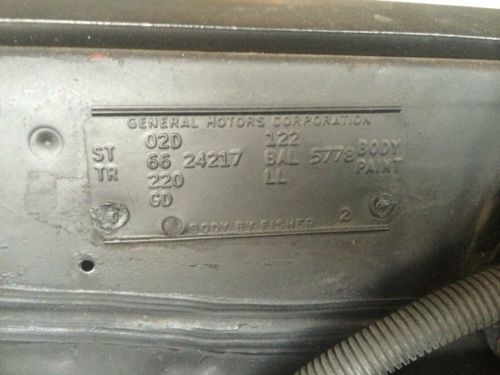 GENERAL MOTORS CORPORATION
02D 122
ST 66 24217 BAL 5778 BODY
TR 220 LL PAINT
GD
BODY BY FISHER 2